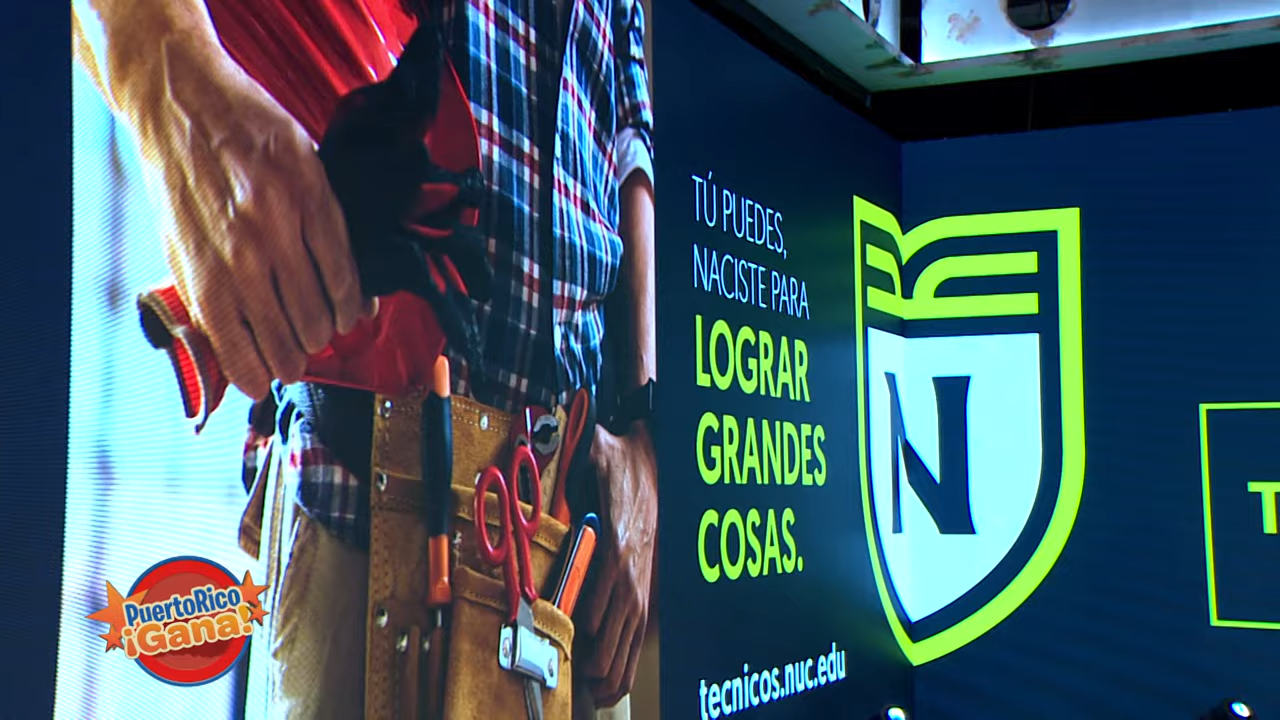 TÚ PUEDES,
NACISTE PARA
LOGRAR
GRANDES
COSAS.
N
tecnicos.nuc.edu
PuertoRico
¡Gana!